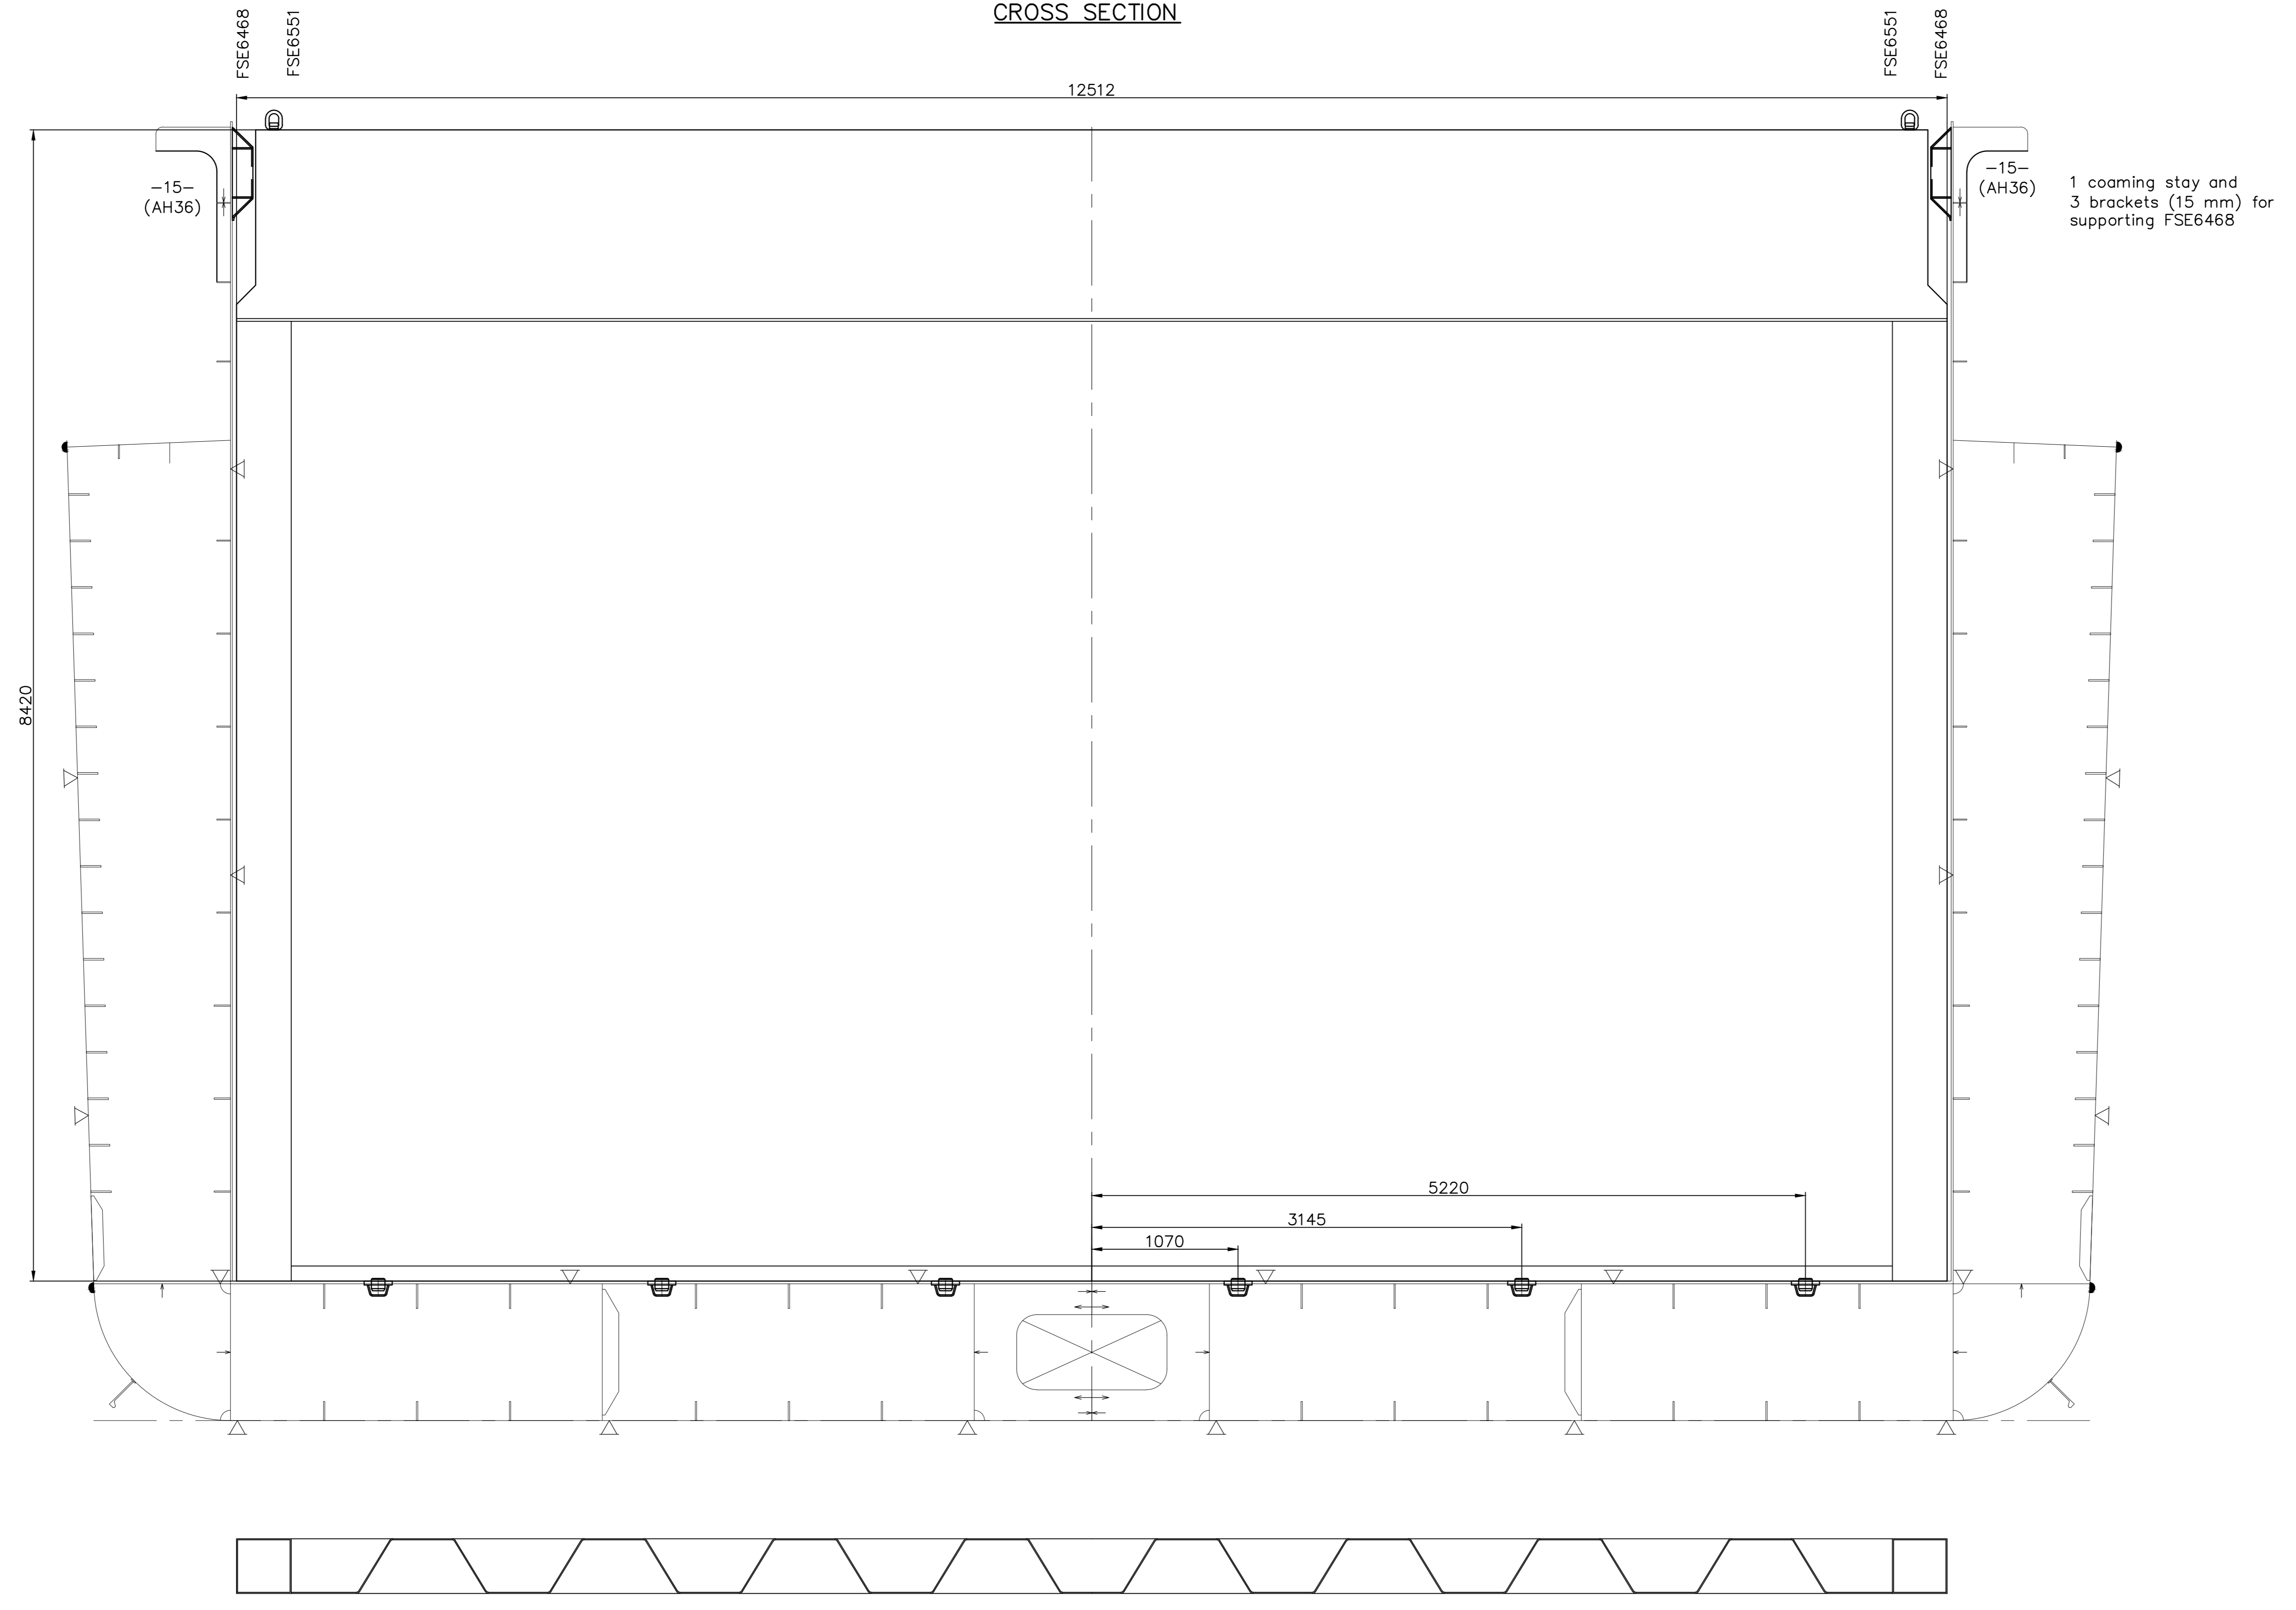 CROSS SECTION
FSE6468
FSE6551
FSE6551
FSE6468
12512
-15-
(AH36)
-15-
(AH36)
1 coaming stay and
3 brackets (15 mm) for
supporting FSE6468
8420
5220
3145
1070